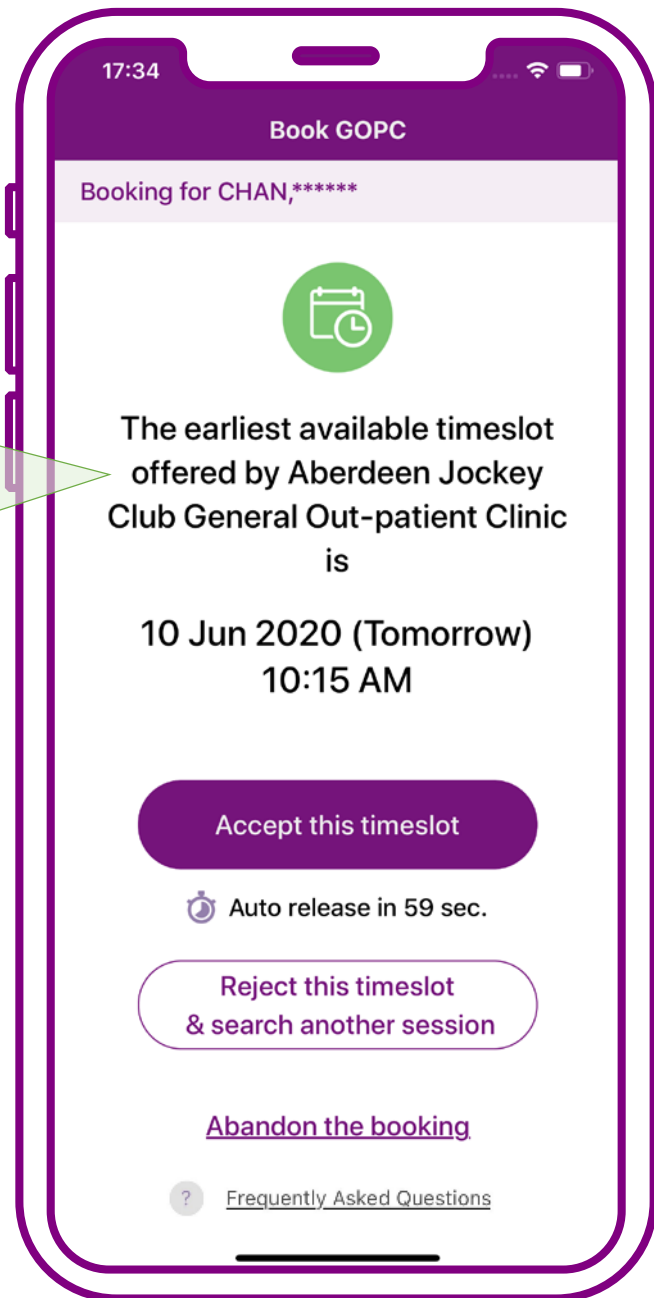 17:34
Book GOPC
Booking for CHAN,******
The earliest available timeslot
offered by Aberdeen Jockey
Club General Out-patient Clinic
is
10 Jun 2020 (Tomorrow)
10:15 AM
Accept this timeslot
Auto release in 59 sec.
Reject this timeslot
& search another session
Abandon the booking
? Frequently Asked Questions